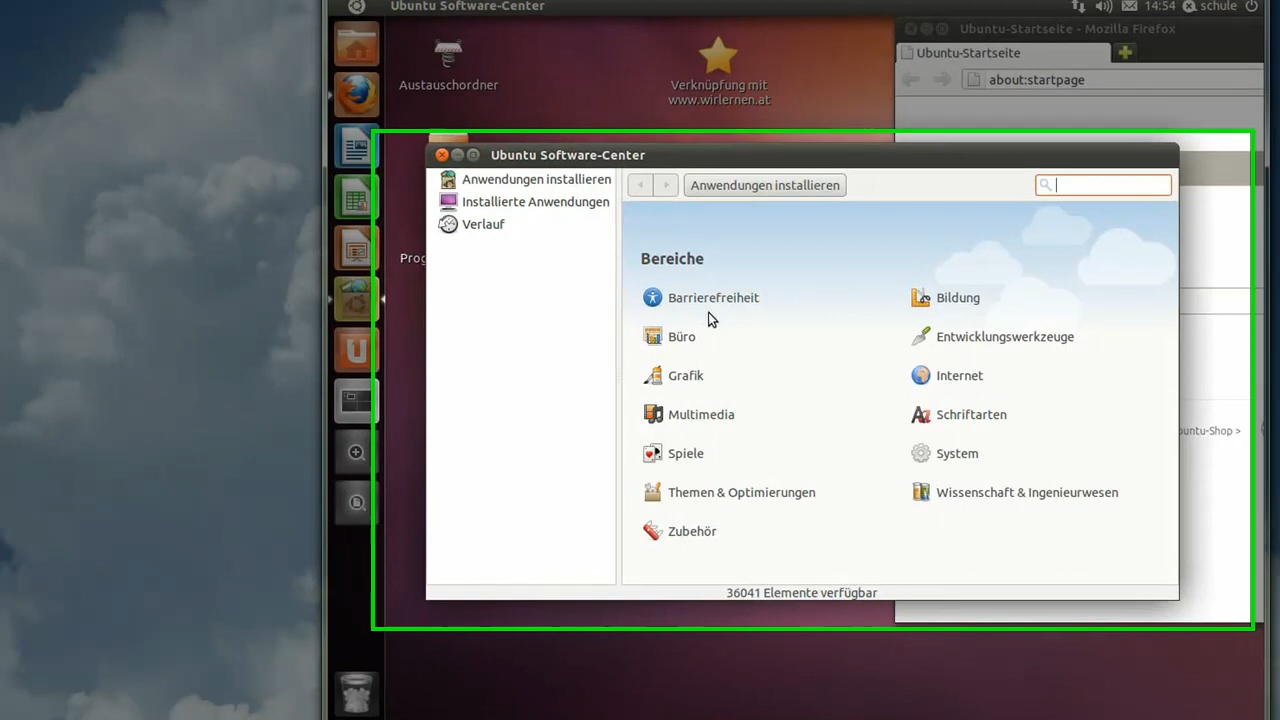 Ubuntu Software-Center
14:54
schule
Ubuntu-Startseite - Mozilla Firefox
Ubuntu-Startseite
about:startpage
Austauschordner
Verknüpfung mit
www.wirlernen.at
Ubuntu Software-Center
Anwendungen installieren
Installierte Anwendungen
Verlauf
Anwendungen installieren
Prog
Bereiche
Barrierefreiheit
Bildung
Büro
Entwicklungswerkzeuge
Grafik
Internet
Multimedia
Schriftarten
Spiele
System
Themen & Optimierungen
Wissenschaft & Ingenieurwesen
Zubehör
buntu-Shop >
36041 Elemente verfügbar